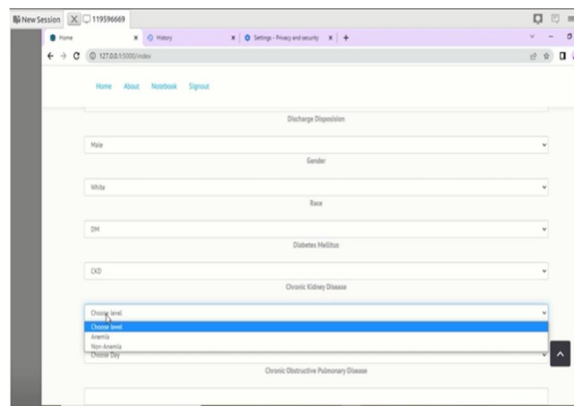 New Session 119596669
Home History Settings - Privacy and security
127.0.0.1:5000/index
Home About Notebook Signout
Discharge Disposision
Male
Gender
White
Race
DM
Diabetes Mellitus
CKD
Chronic Kidney Disease
Choose level
Choose level
Anemia
Non-Anemia
Choose Day
Chronic Obstructive Pulmonary Disease